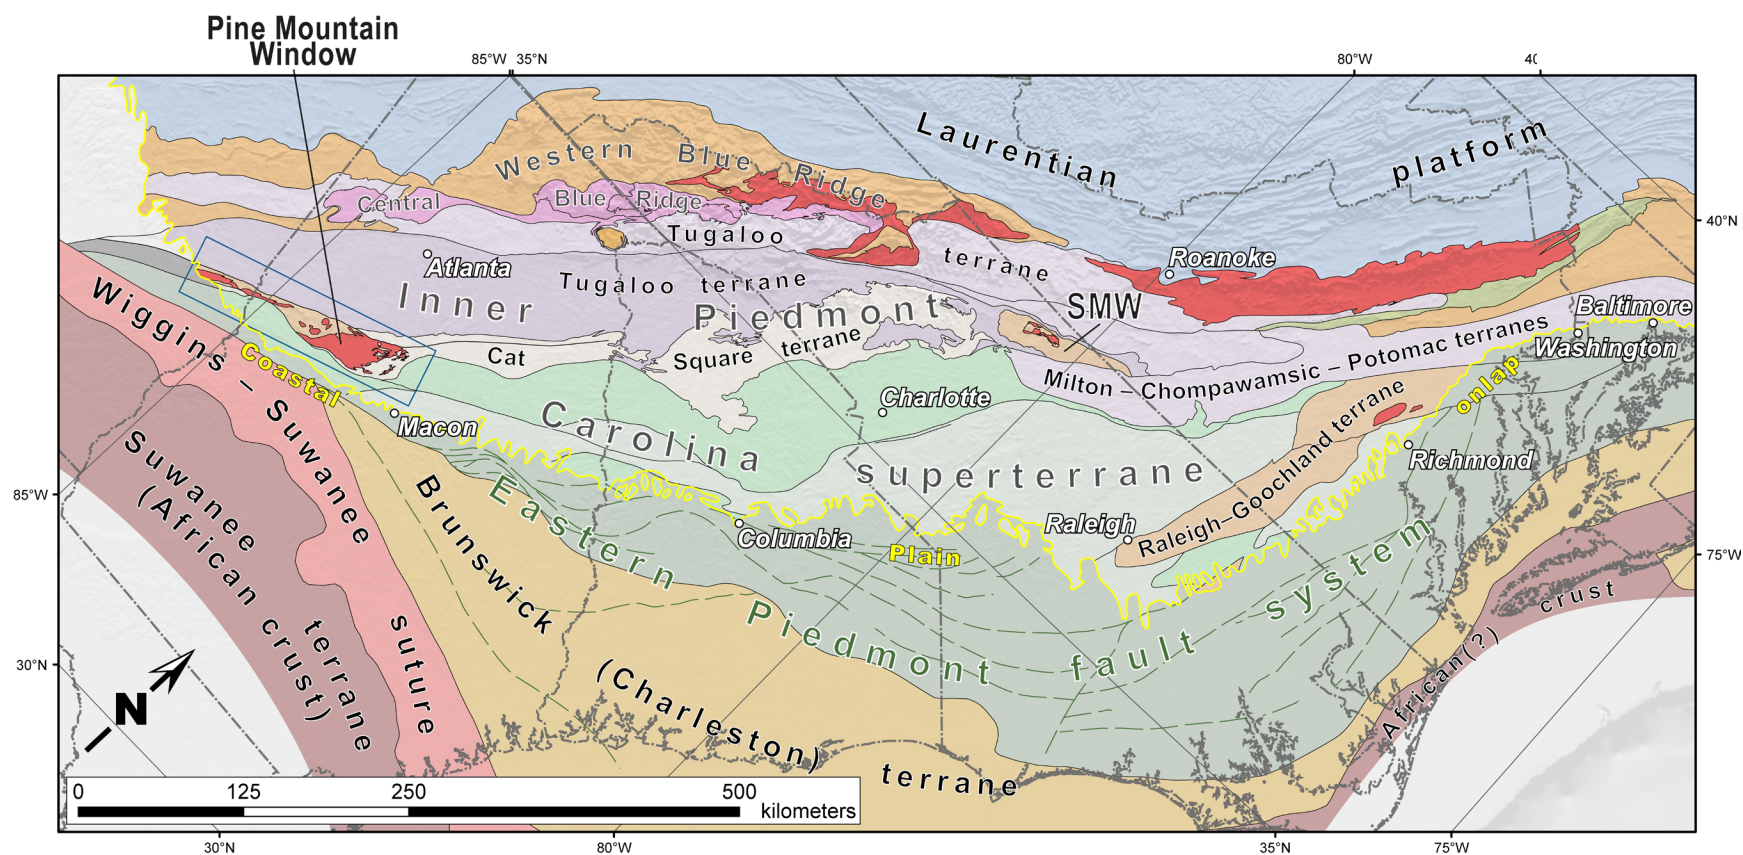 Pine Mountain
Window
85°W 35°N
80°W
40
Laurentian platform
Western Blue Ridge
Central Blue Ridge
Tugaloo terrane
Atlanta
Tugaloo terrane
Inner Piedmont
Roanoke
40°N
SMW
Baltimore
Washington
Cat Square terrane
Milton – Chompawamsic – Potomac terranes
Wiggins – Suwanee suture
Coastal Plain onlap
Charlotte
Macon
Carolina superterrane
Raleigh–Goochland terrane
Richmond
Raleigh
Columbia
Suwanee terrane
(African crust)
Brunswick
(Charleston) terrane
Eastern Piedmont fault system
African(?) crust
85°W
75°W
30°N
N
0 125 250 500
kilometers
30°N
80°W
35°N
75°W